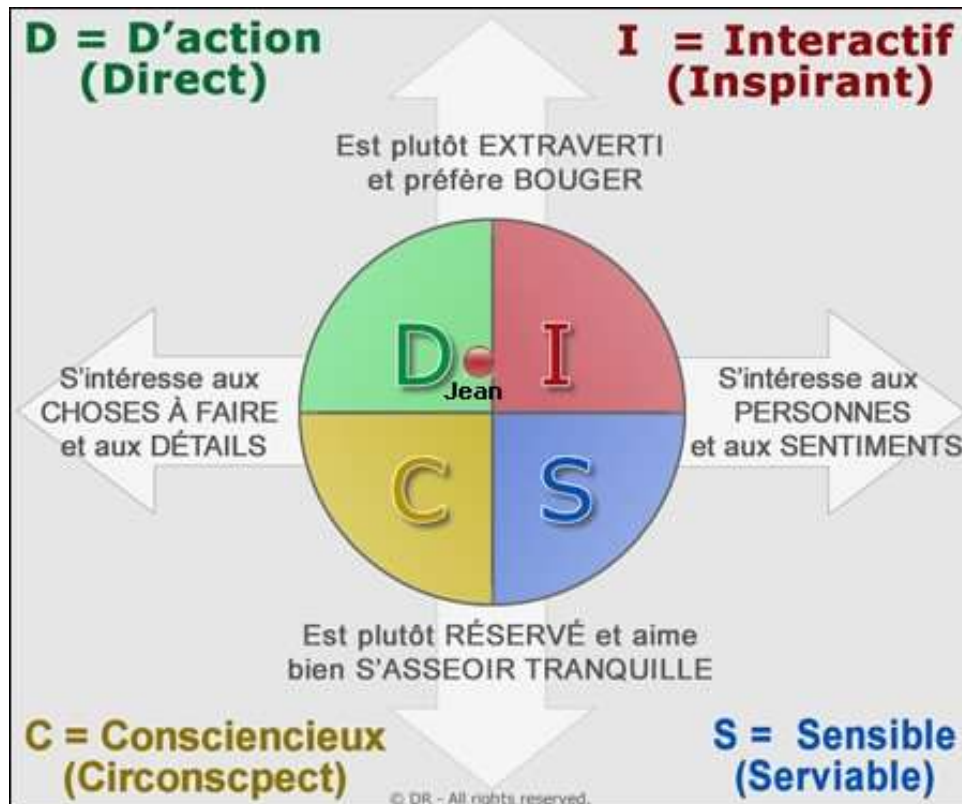 D = D'action
(Direct)
I = Interactif
(Inspirant)
Est plutôt EXTRAVERTI
et préfère BOUGER
D
I
Jean
S'intéresse aux
CHOSES À FAIRE
et aux DÉTAILS
S'intéresse aux
PERSONNES
et aux SENTIMENTS
C
S
Est plutôt RÉSERVÉ et aime
bien S'ASSEOIR TRANQUILLE
C = Consciencieux
(Circonscpect)
S = Sensible
(Serviable)
© DR - All rights reserved.